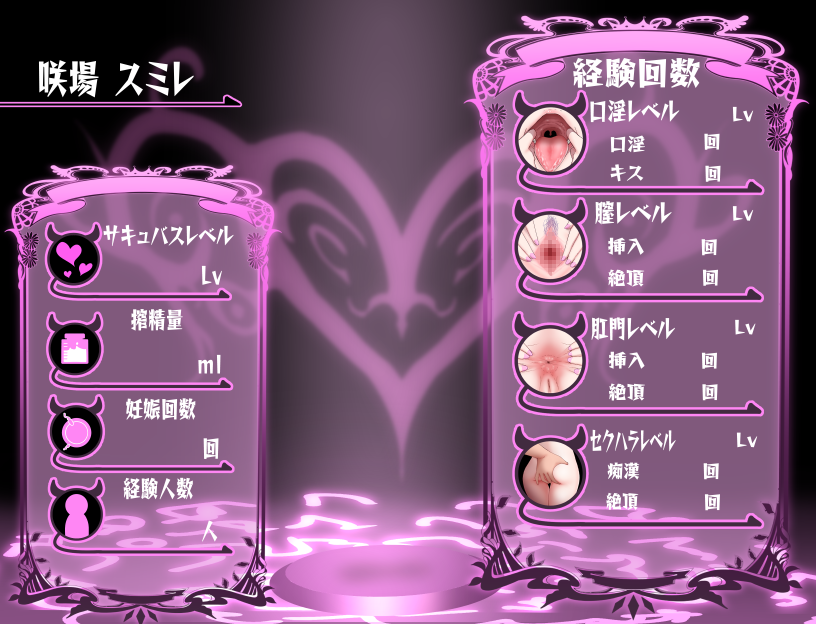 咲場 スミレ
サキュバスレベル
Lv
搾精量
ml
妊娠回数
回
経験人数
人
経験回数
口淫レベル Lv
口淫 回
キス 回
膣レベル Lv
挿入 回
絶頂 回
肛門レベル Lv
挿入 回
絶頂 回
セクハラレベル Lv
痴漢 回
絶頂 回